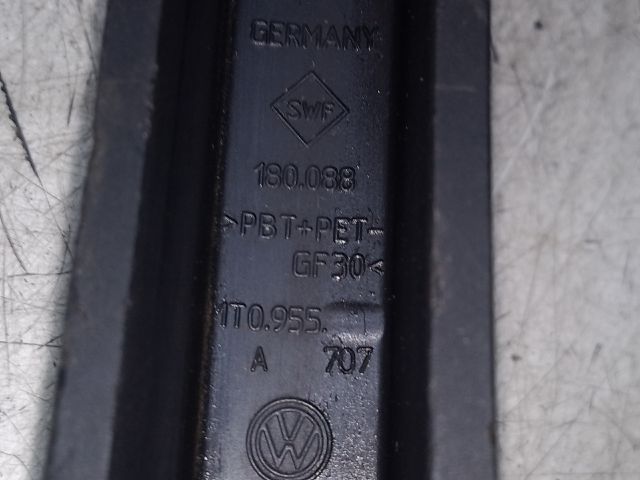 GERMANY
SWF
180.088
>PBT+PET-
GF30<
1T0.955.
A 707
VW